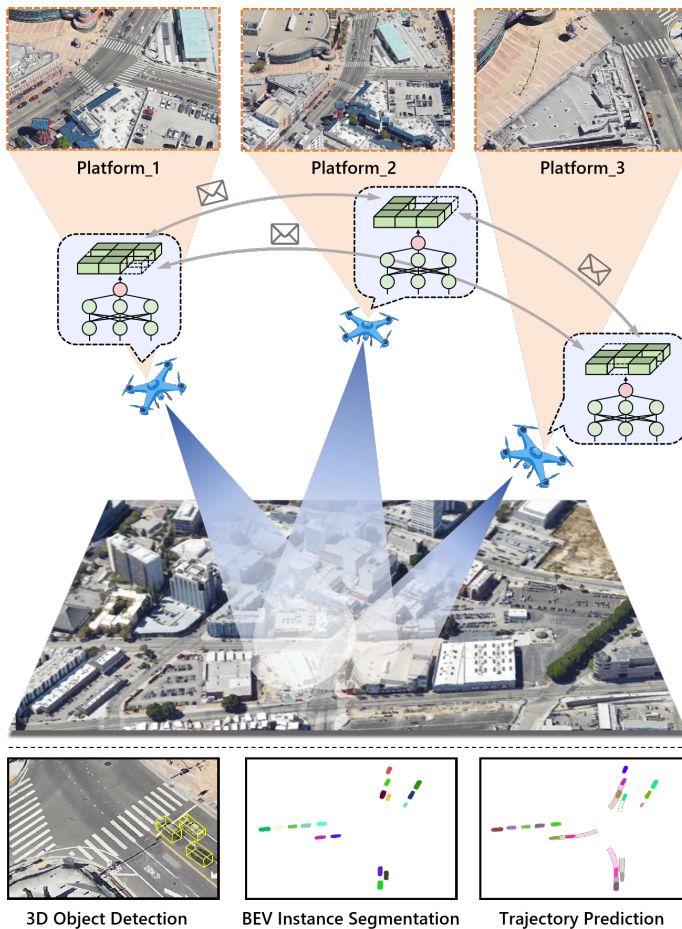 Platform_1
Platform_2
Platform_3
3D Object Detection
BEV Instance Segmentation
Trajectory Prediction